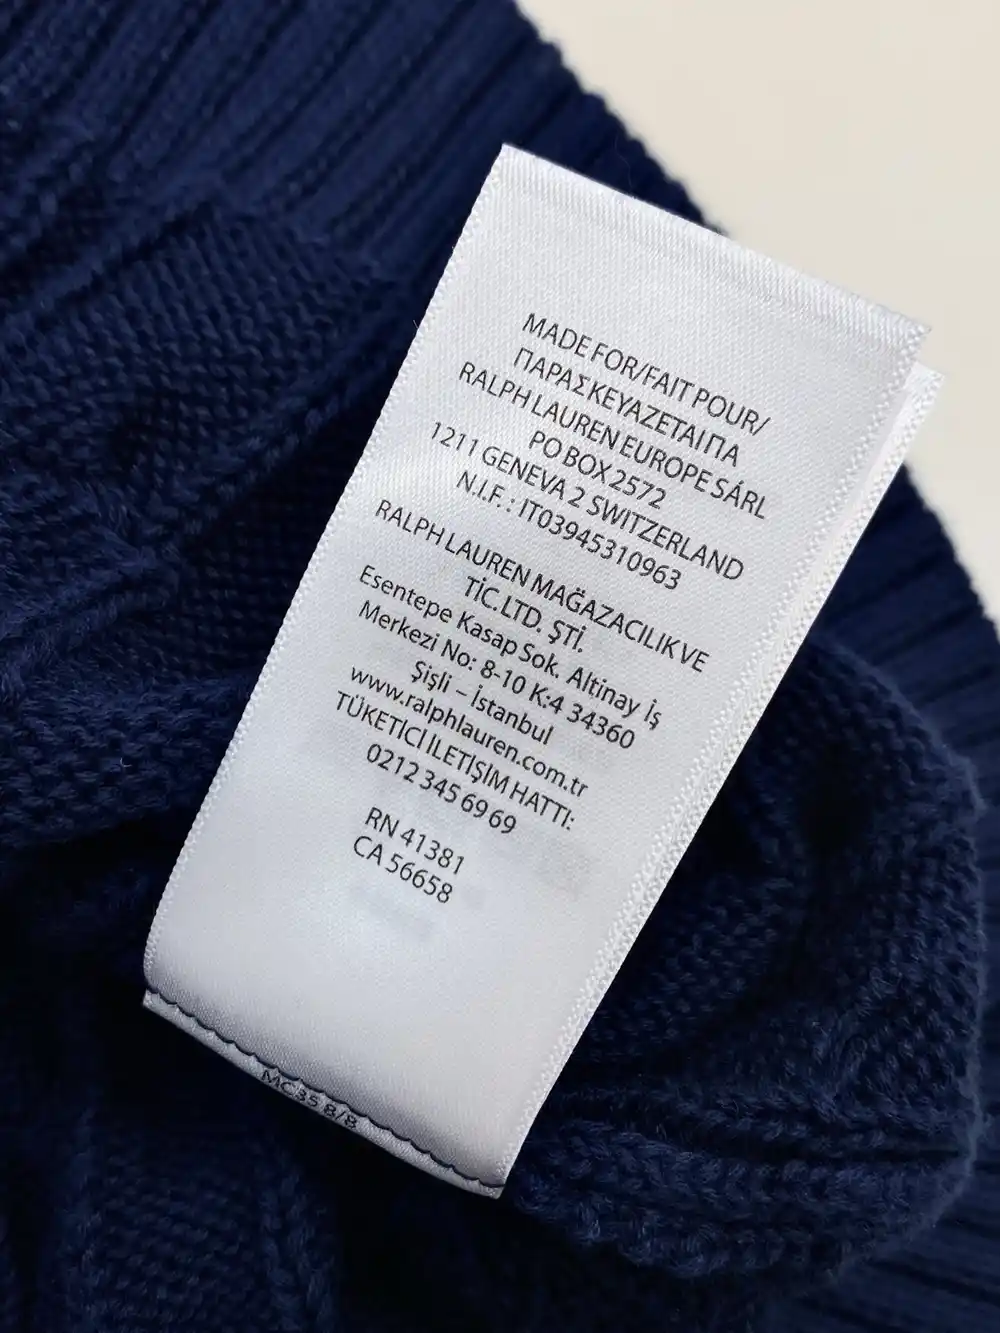 MADE FOR/FAIT POUR/
ΠΑΡΑΣΚΕΥΑΖΕΤΑΙ ΓΙΑ
RALPH LAUREN EUROPE SÁRL
PO BOX 2572
1211 GENEVA 2 SWITZERLAND
N.I.F. : IT03945310963
RALPH LAUREN MAĞAZACILIK VE
TİC. LTD. ŞTİ.
Esentepe Kasap Sok. Altinay İş
Merkezi No: 8-10 K:4 34360
Şişli – İstanbul
www.ralphlauren.com.tr
TÜKETİCİ İLETİŞİM HATTI:
0212 345 69 69
RN 41381
CA 56658
MC35 8/8